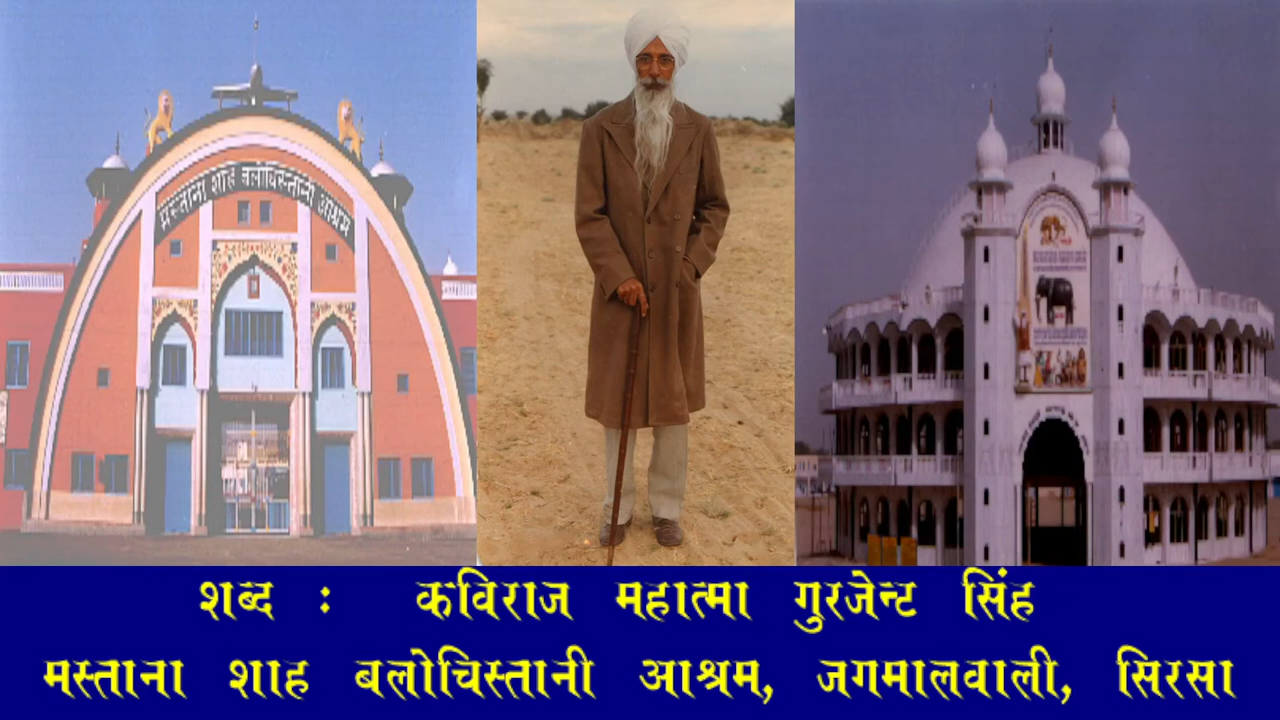 मस्ताना शाह बलोचिस्तानी आश्रम
शब्द : कविराज महात्मा गुरजेन्ट सिंह
मस्ताना शाह बलोचिस्तानी आश्रम, जगमालवाली, सिरसा